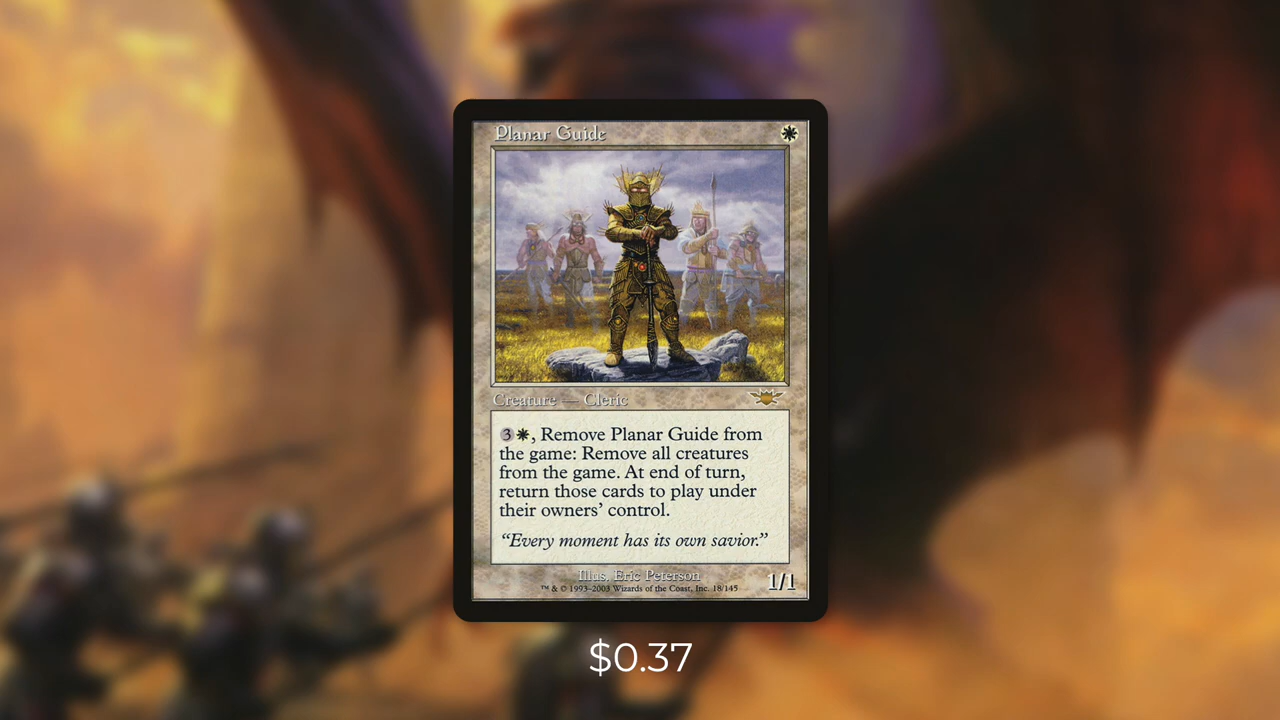 Planar Guide
Creature — Cleric
3, Remove Planar Guide from
the game: Remove all creatures
from the game. At end of turn,
return those cards to play under
their owners’ control.
“Every moment has its own savior.”
Illus. Eric Peterson
™ & © 1993–2003 Wizards of the Coast, Inc. 18/145
1/1
$0.37